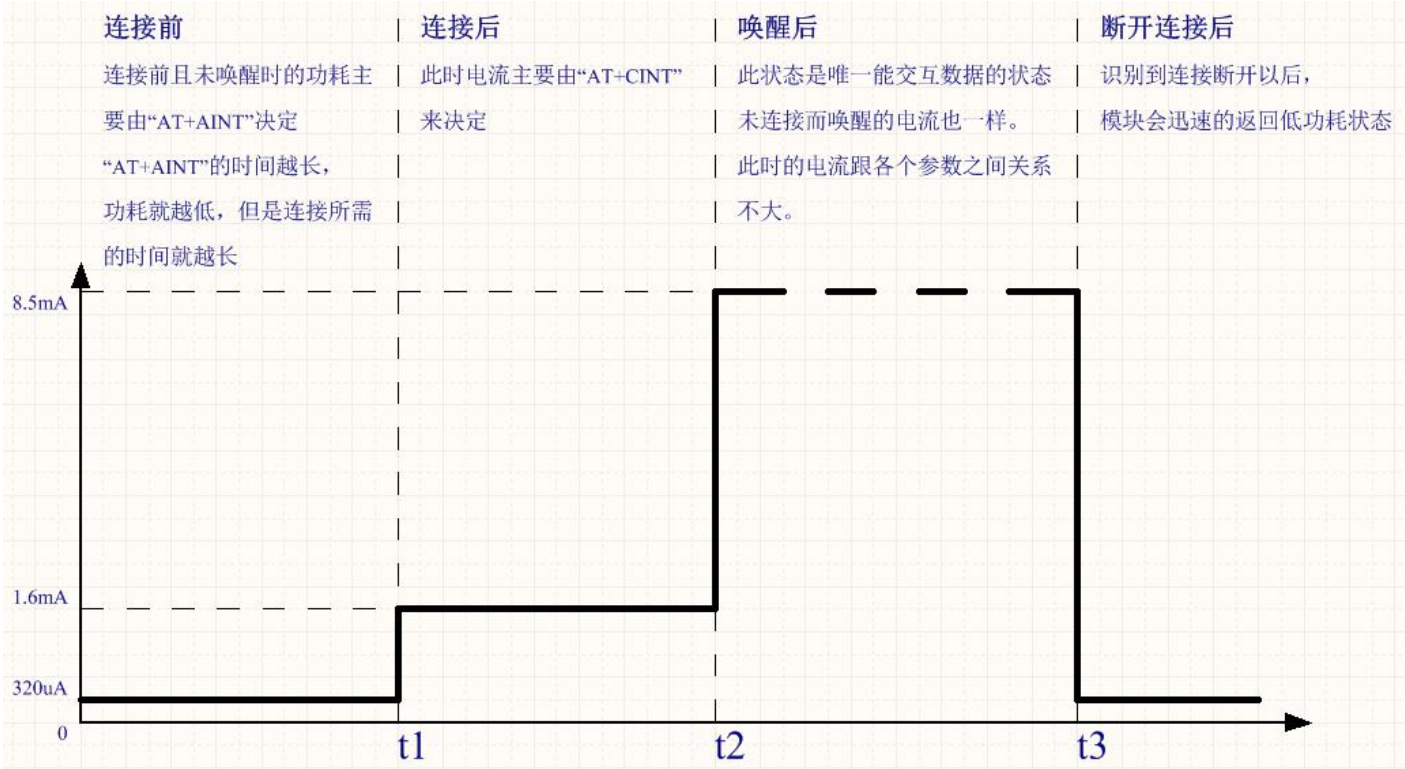 连接前
连接前且未唤醒时的功耗主
要由“AT+AINT”决定
“AT+AINT”的时间越长，
功耗就越低，但是连接所需
的时间就越长
连接后
此时电流主要由“AT+CINT”
来决定
唤醒后
此状态是唯一能交互数据的状态
未连接而唤醒的电流也一样。
此时的电流跟各个参数之间关系
不大。
断开连接后
识别到连接断开以后，
模块会迅速的返回低功耗状态
8.5mA
1.6mA
320uA
0
t1
t2
t3